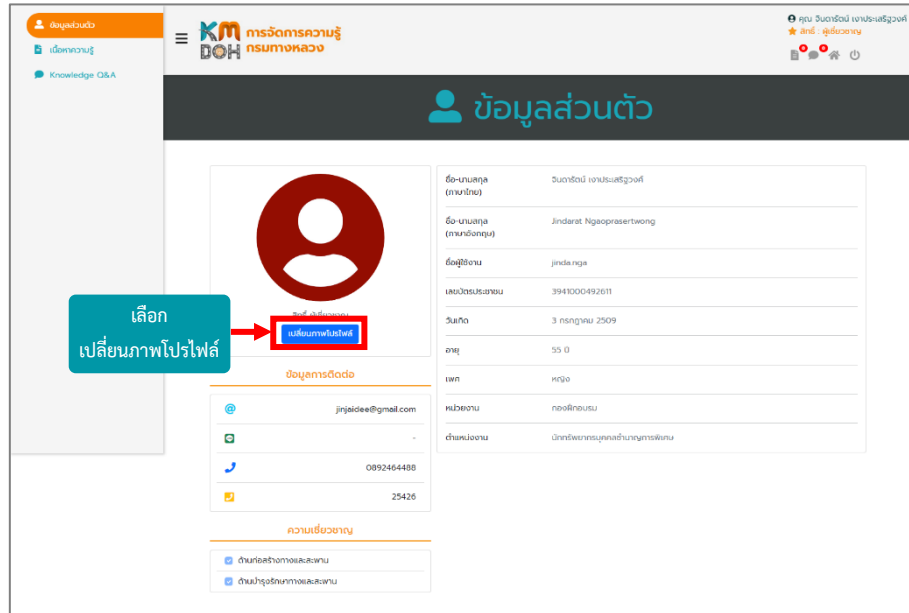 ข้อมูลส่วนตัว
เนื้อหาความรู้
Knowledge Q&A
KM DOH
การจัดการความรู้
กรมทางหลวง
คุณ จินดารัตน์ เงาประเสริฐวงศ์
สิทธิ์ : ผู้เชี่ยวชาญ
0 0
ข้อมูลส่วนตัว
สิทธิ์ ผู้เชี่ยวชาญ
เปลี่ยนภาพโปรไฟล์
เลือก
เปลี่ยนภาพโปรไฟล์
ข้อมูลการติดต่อ
@ jinjaidee@gmail.com
-
0892464488
25426
ความเชี่ยวชาญ
ด้านก่อสร้างทางและสะพาน
ด้านบำรุงรักษาทางและสะพาน
ชื่อ-นามสกุล จินดารัตน์ เงาประเสริฐวงศ์
(ภาษาไทย)
ชื่อ-นามสกุล Jindarat Ngaoprasertwong
(ภาษาอังกฤษ)
ชื่อผู้ใช้งาน jinda.nga
เลขบัตรประชาชน 3941000492611
วันเกิด 3 กรกฎาคม 2509
อายุ 55 ปี
เพศ หญิง
หน่วยงาน กองฝึกอบรม
ตำแหน่งงาน นักทรัพยากรบุคคลชำนาญการพิเศษ